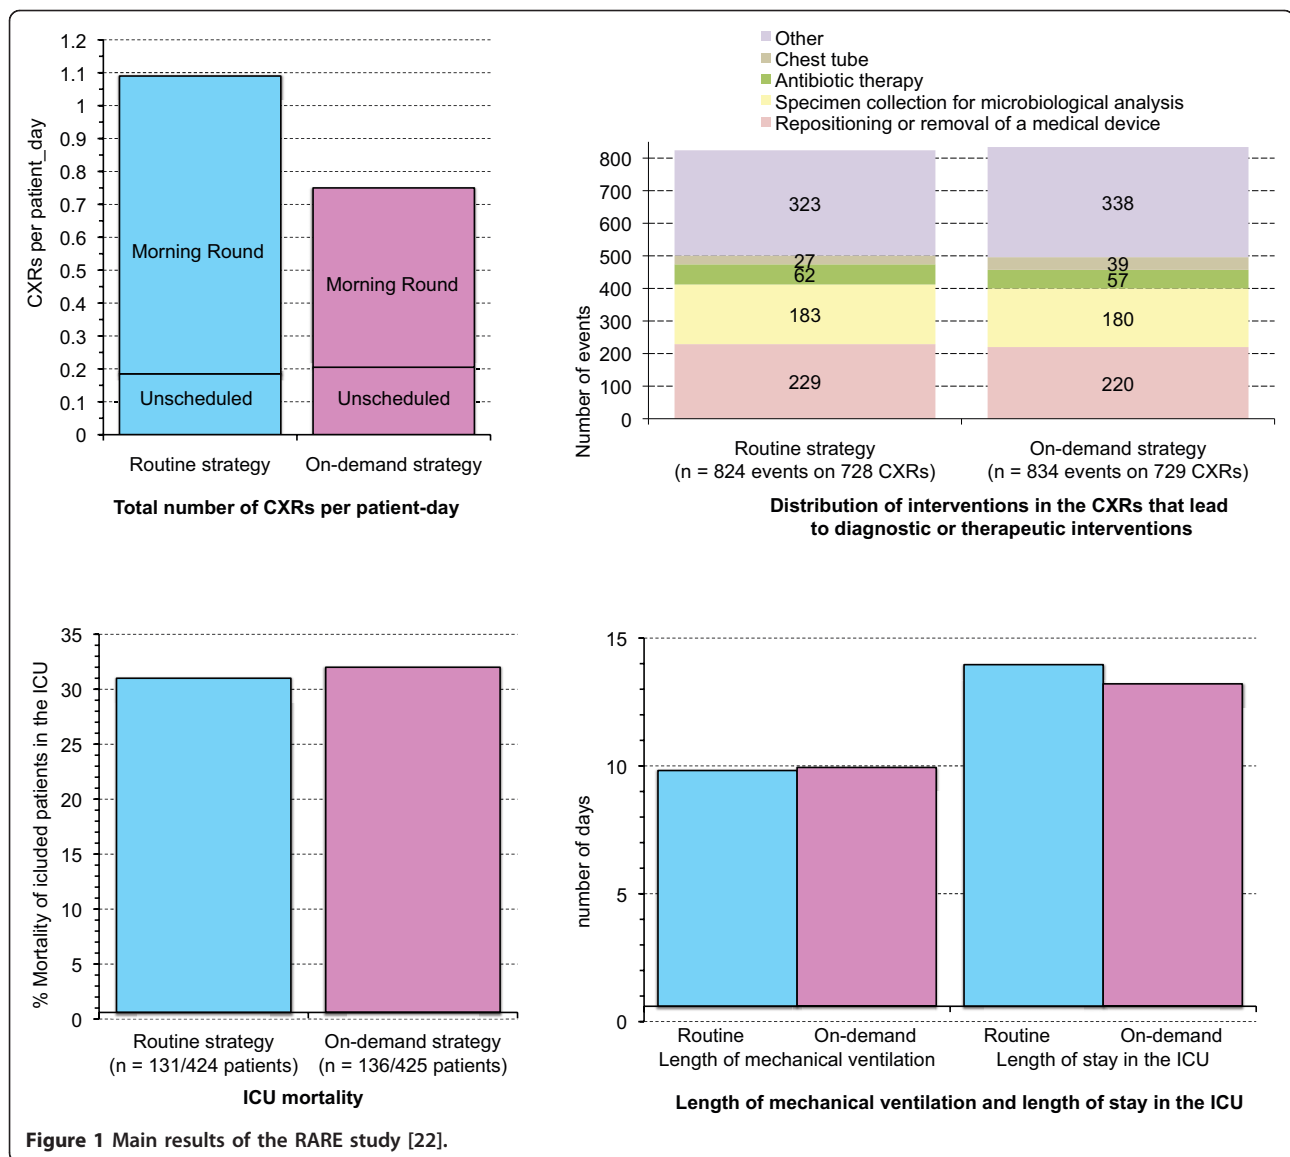 1.2
1.1
1
0.9
0.8
0.7
0.6
0.5
0.4
0.3
0.2
0.1
0
CXRs per patient_day
Morning Round
Unscheduled
Morning Round
Unscheduled
Routine strategy
On-demand strategy
Total number of CXRs per patient-day
Other
Chest tube
Antibiotic therapy
Specimen collection for microbiological analysis
Repositioning or removal of a medical device
800
700
600
500
400
300
200
100
0
Number of events
323
27
62
183
229
338
39
57
180
220
Routine strategy
(n = 824 events on 728 CXRs)
On-demand strategy
(n = 834 events on 729 CXRs)
Distribution of interventions in the CXRs that lead
to diagnostic or therapeutic interventions
35
30
25
20
15
10
5
0
% Mortality of icluded patients in the ICU
Routine strategy
(n = 131/424 patients)
On-demand strategy
(n = 136/425 patients)
ICU mortality
15
10
5
0
number of days
Routine
On-demand
Length of mechanical ventilation
Routine
On-demand
Length of stay in the ICU
Length of mechanical ventilation and length of stay in the ICU
Figure 1 Main results of the RARE study [22].